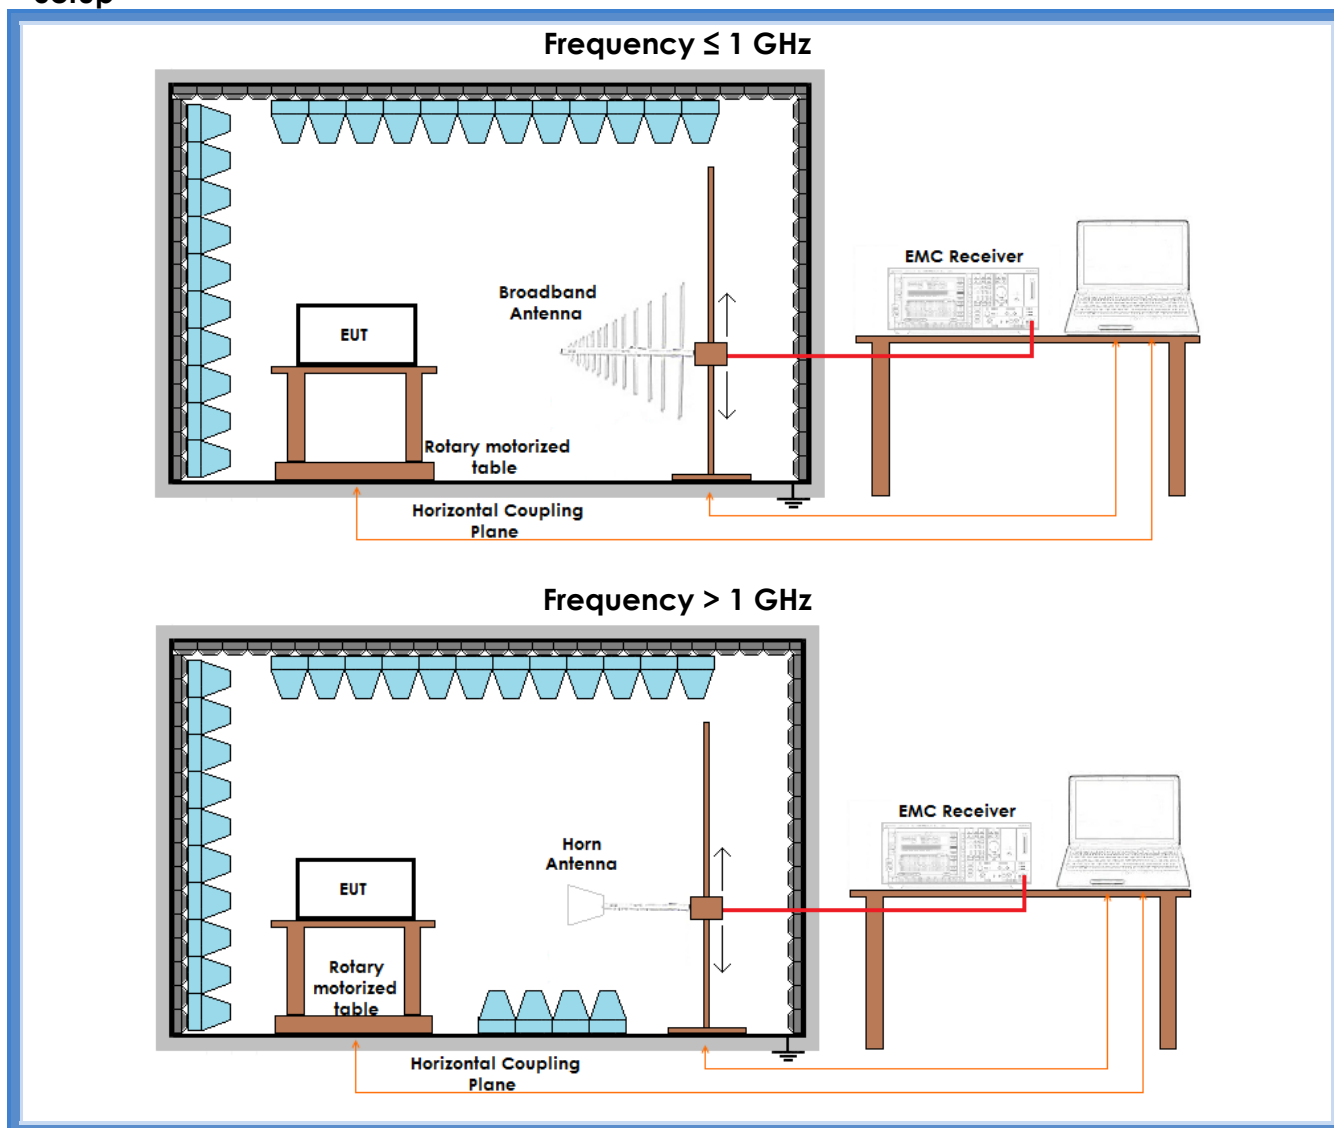 Setup
Frequency ≤ 1 GHz
EMC Receiver
Broadband
Antenna
EUT
Rotary motorized
table
Horizontal Coupling
Plane
Frequency > 1 GHz
EMC Receiver
Horn
Antenna
EUT
Rotary
motorized
table
Horizontal Coupling
Plane